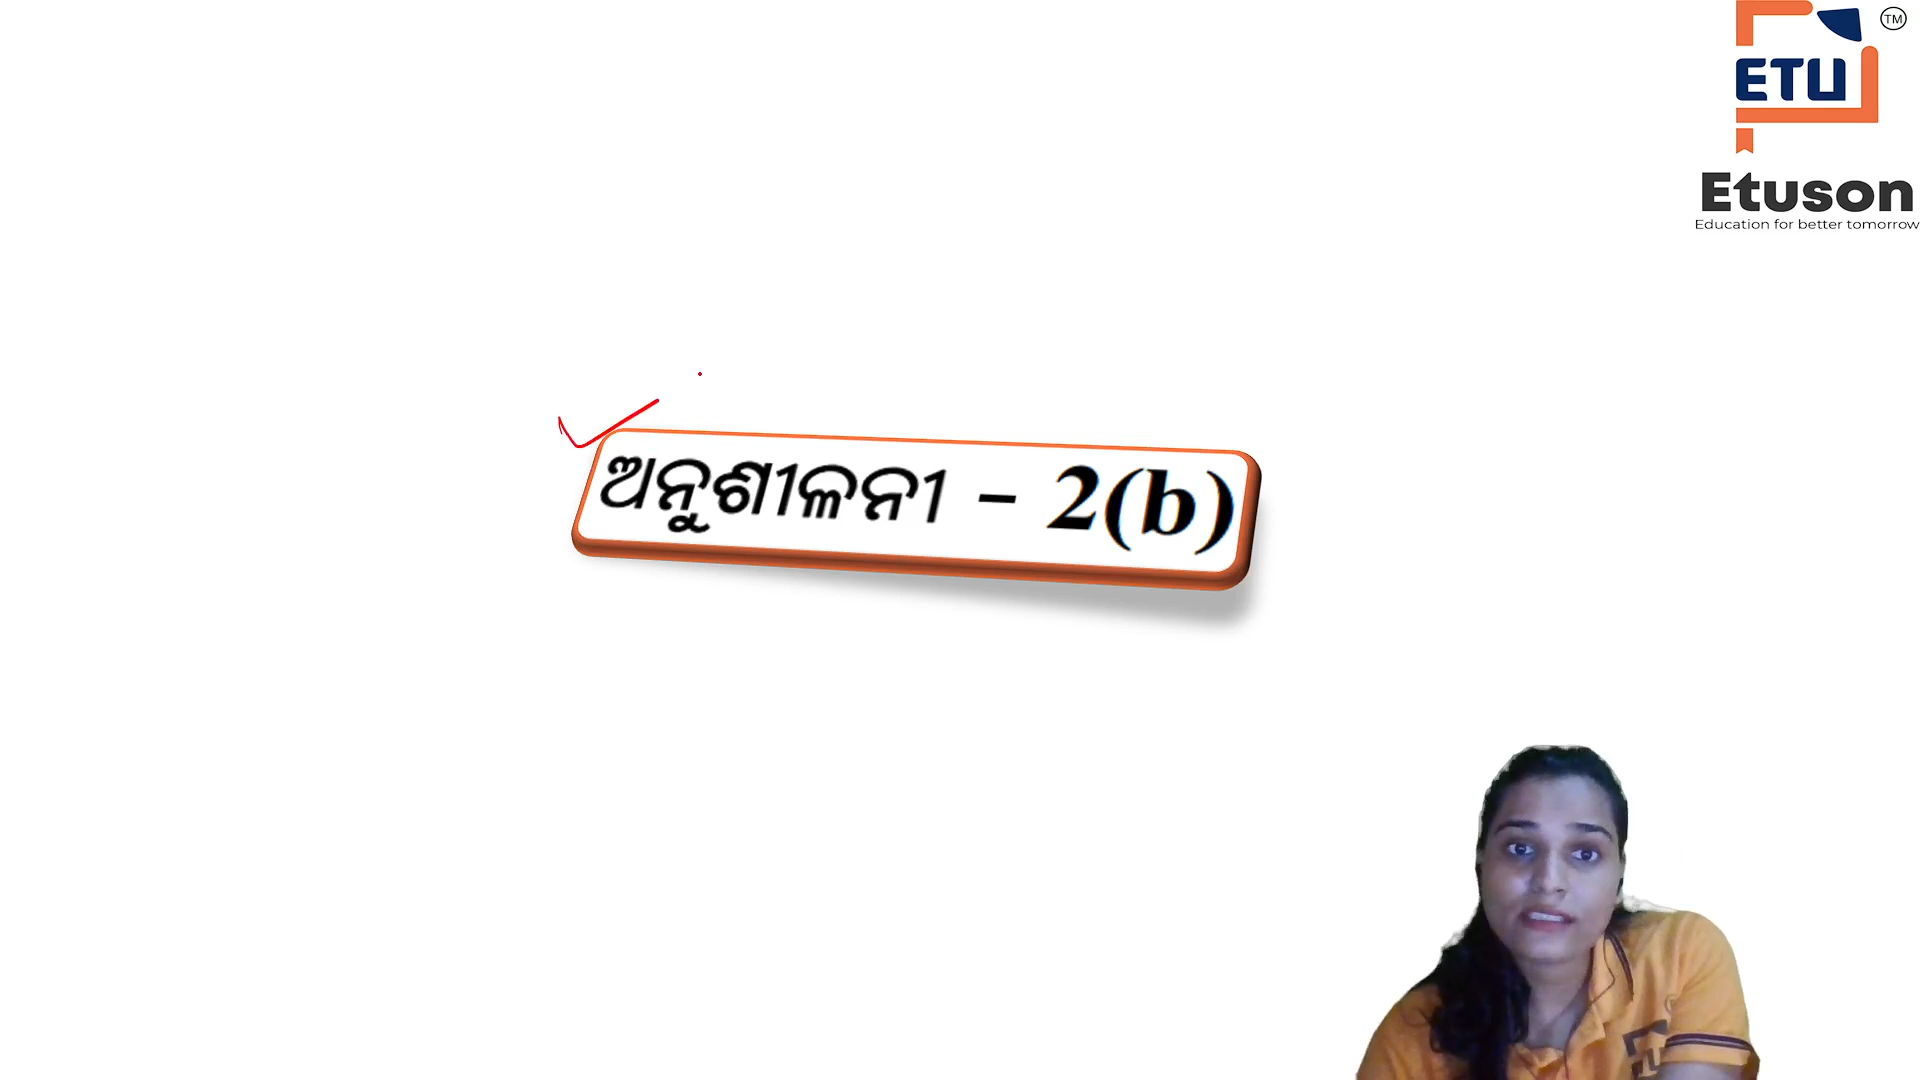 TM
ETU
Etuson
Education for better tomorrow
ଅନୁଶୀଳନୀ – 2(b)